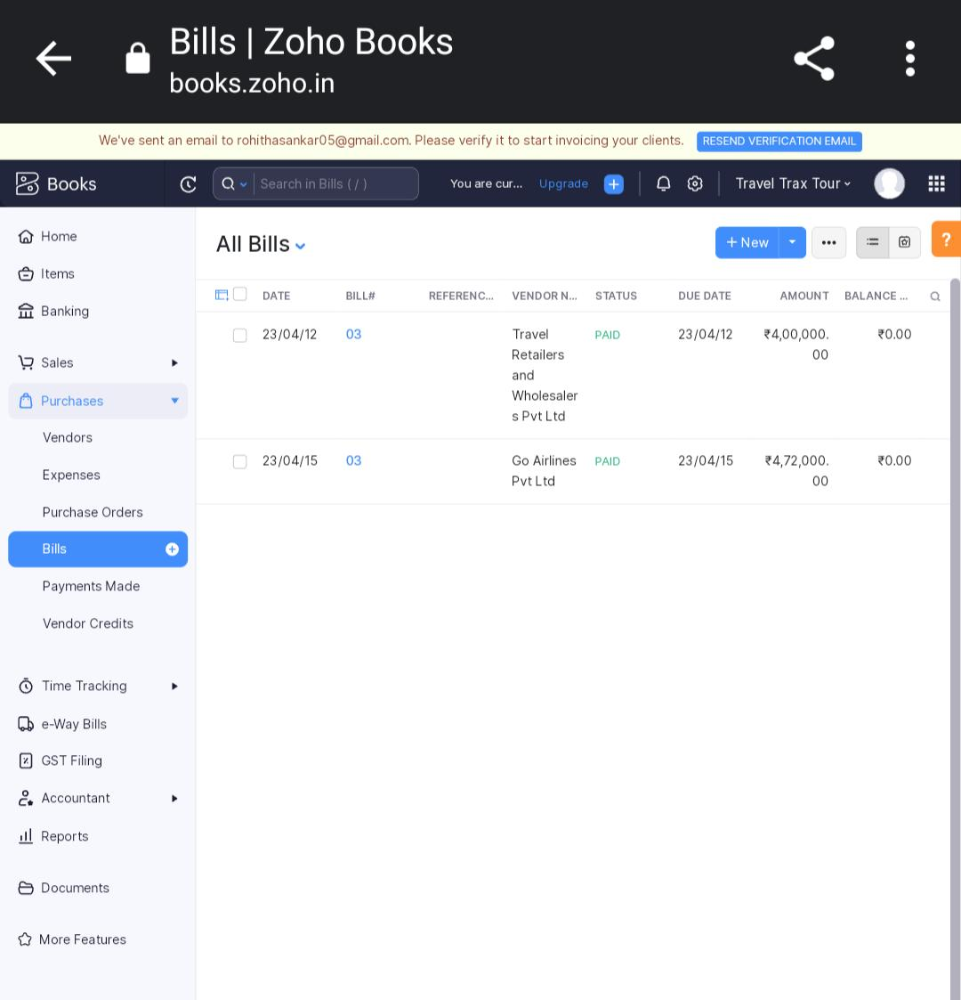 Bills | Zoho Books
books.zoho.in
We've sent an email to rohithasankar05@gmail.com. Please verify it to start invoicing your clients. RESEND VERIFICATION EMAIL
Books Search in Bills ( / ) You are cur... Upgrade Travel Trax Tour
Home
Items
Banking
Sales
Purchases
Vendors
Expenses
Purchase Orders
Bills
Payments Made
Vendor Credits
Time Tracking
e-Way Bills
GST Filing
Accountant
Reports
Documents
More Features
All Bills + New ••• ?
DATE BILL# REFERENC... VENDOR N... STATUS DUE DATE AMOUNT BALANCE ...
23/04/12 03 Travel PAID 23/04/12 ₹4,00,000. ₹0.00
Retailers 00
and
Wholesaler
s Pvt Ltd
23/04/15 03 Go Airlines PAID 23/04/15 ₹4,72,000. ₹0.00
Pvt Ltd 00